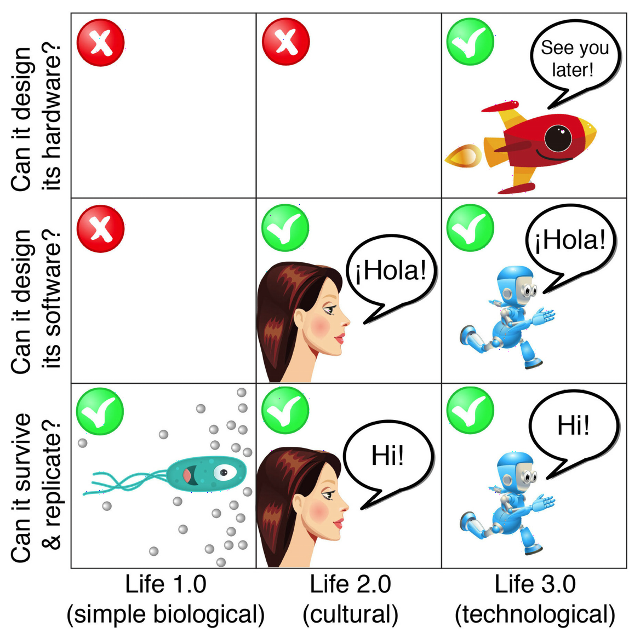 Can it design
its hardware?
See you
later!
Can it design
its software?
¡Hola!
¡Hola!
Can it survive
& replicate?
Hi!
Hi!
Life 1.0
(simple biological)
Life 2.0
(cultural)
Life 3.0
(technological)